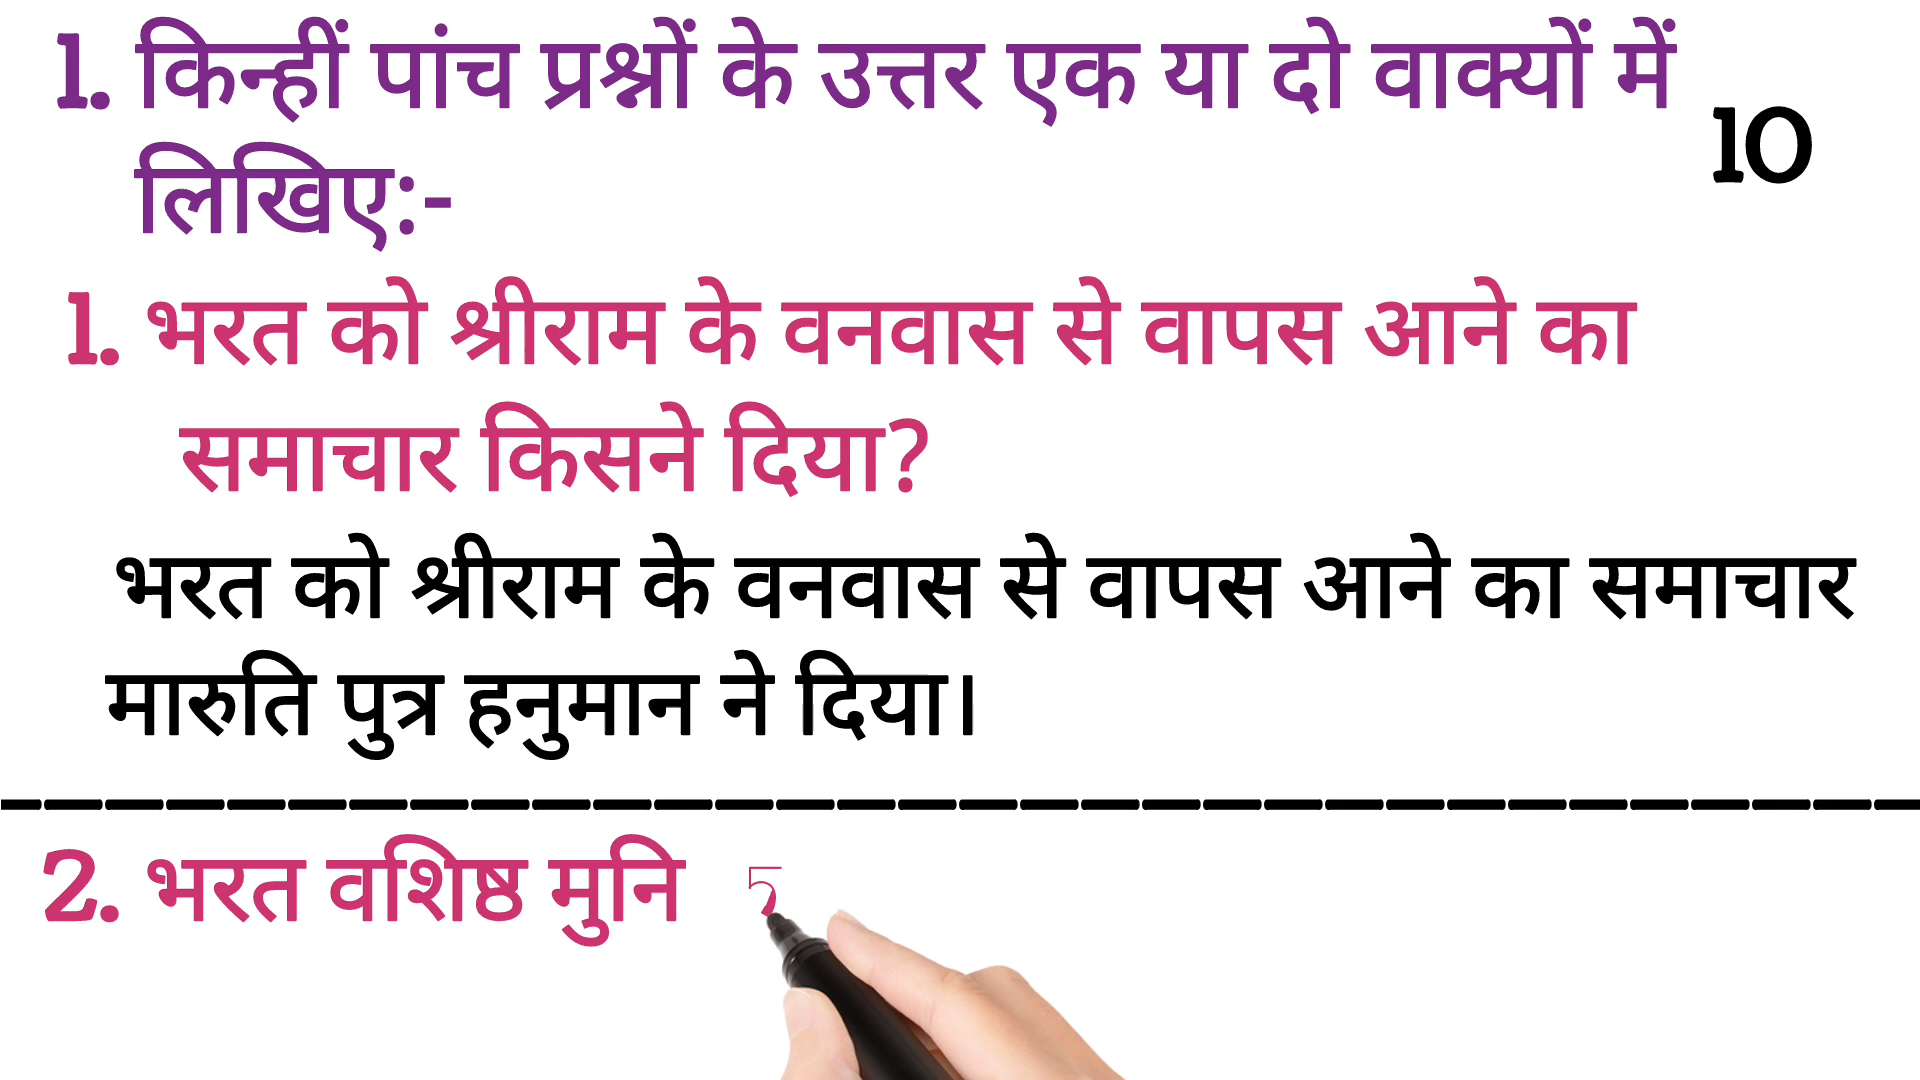 1. किन्हीं पांच प्रश्नों के उत्तर एक या दो वाक्यों में
10
लिखिए:-
1. भरत को श्रीराम के वनवास से वापस आने का
समाचार किसने दिया?
भरत को श्रीराम के वनवास से वापस आने का समाचार
मारुति पुत्र हनुमान ने दिया।
2. भरत वशिष्ठ मुनि